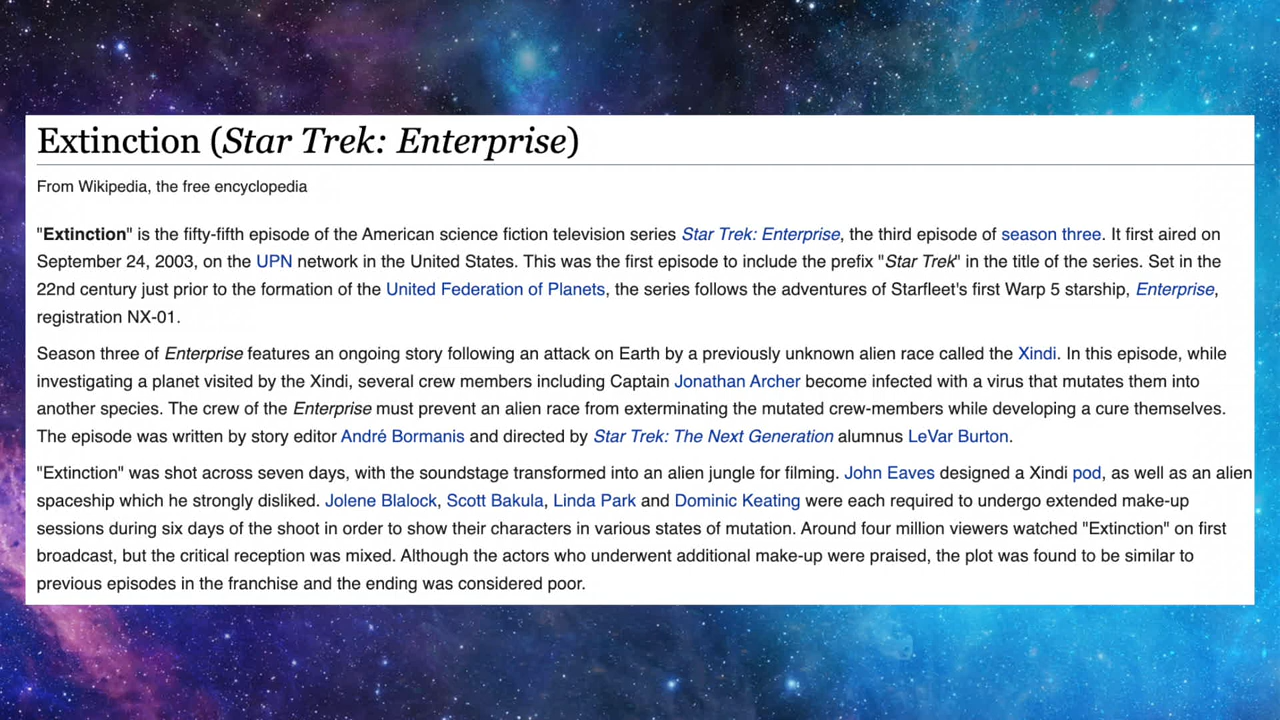 Extinction (Star Trek: Enterprise)
From Wikipedia, the free encyclopedia
"Extinction" is the fifty-fifth episode of the American science fiction television series Star Trek: Enterprise, the third episode of season three. It first aired on
September 24, 2003, on the UPN network in the United States. This was the first episode to include the prefix "Star Trek" in the title of the series. Set in the
22nd century just prior to the formation of the United Federation of Planets, the series follows the adventures of Starfleet's first Warp 5 starship, Enterprise,
registration NX-01.
Season three of Enterprise features an ongoing story following an attack on Earth by a previously unknown alien race called the Xindi. In this episode, while
investigating a planet visited by the Xindi, several crew members including Captain Jonathan Archer become infected with a virus that mutates them into
another species. The crew of the Enterprise must prevent an alien race from exterminating the mutated crew-members while developing a cure themselves.
The episode was written by story editor André Bormanis and directed by Star Trek: The Next Generation alumnus LeVar Burton.
"Extinction" was shot across seven days, with the soundstage transformed into an alien jungle for filming. John Eaves designed a Xindi pod, as well as an alien
spaceship which he strongly disliked. Jolene Blalock, Scott Bakula, Linda Park and Dominic Keating were each required to undergo extended make-up
sessions during six days of the shoot in order to show their characters in various states of mutation. Around four million viewers watched "Extinction" on first
broadcast, but the critical reception was mixed. Although the actors who underwent additional make-up were praised, the plot was found to be similar to
previous episodes in the franchise and the ending was considered poor.